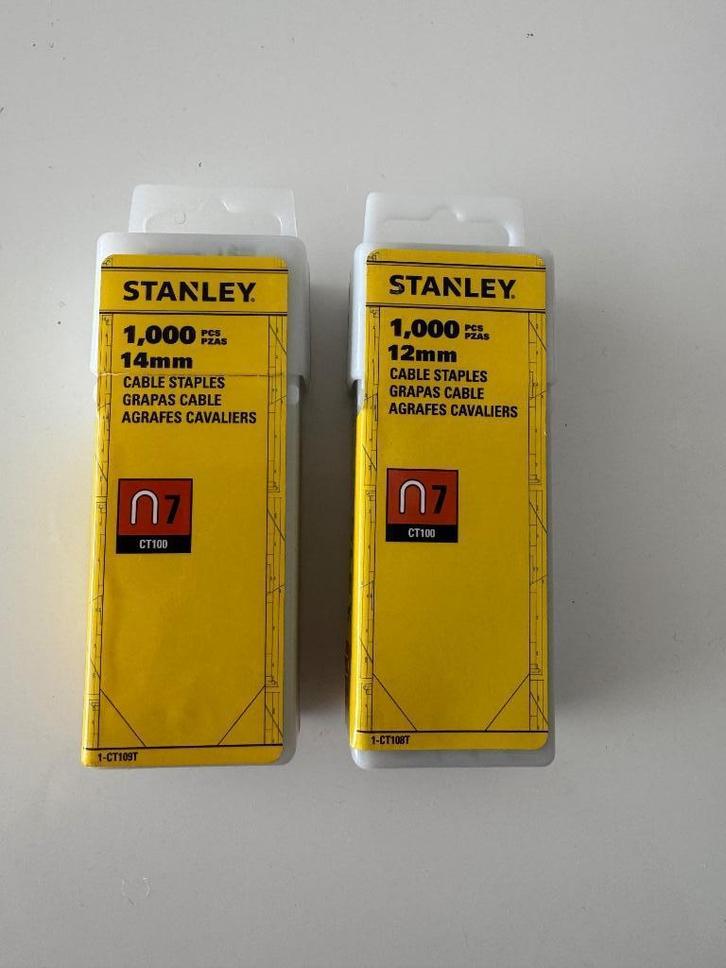 STANLEY®
1,000 PCS PZAS
14mm
CABLE STAPLES
GRAPAS CABLE
AGRAFES CAVALIERS
7
CT100
1-CT109T
STANLEY®
1,000 PCS PZAS
12mm
CABLE STAPLES
GRAPAS CABLE
AGRAFES CAVALIERS
7
CT100
1-CT108T